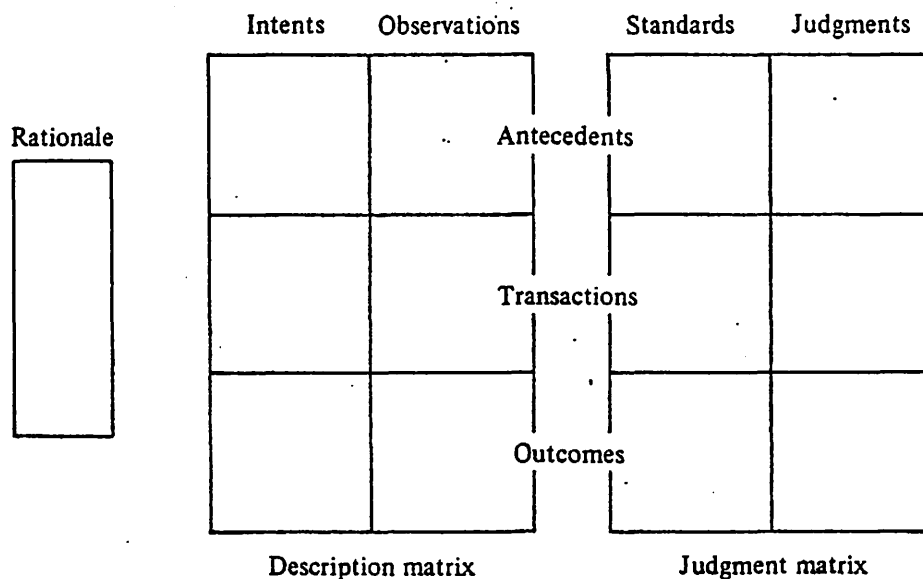 Intents Observations Standards Judgments
Rationale
Antecedents
Transactions
Outcomes
Description matrix Judgment matrix